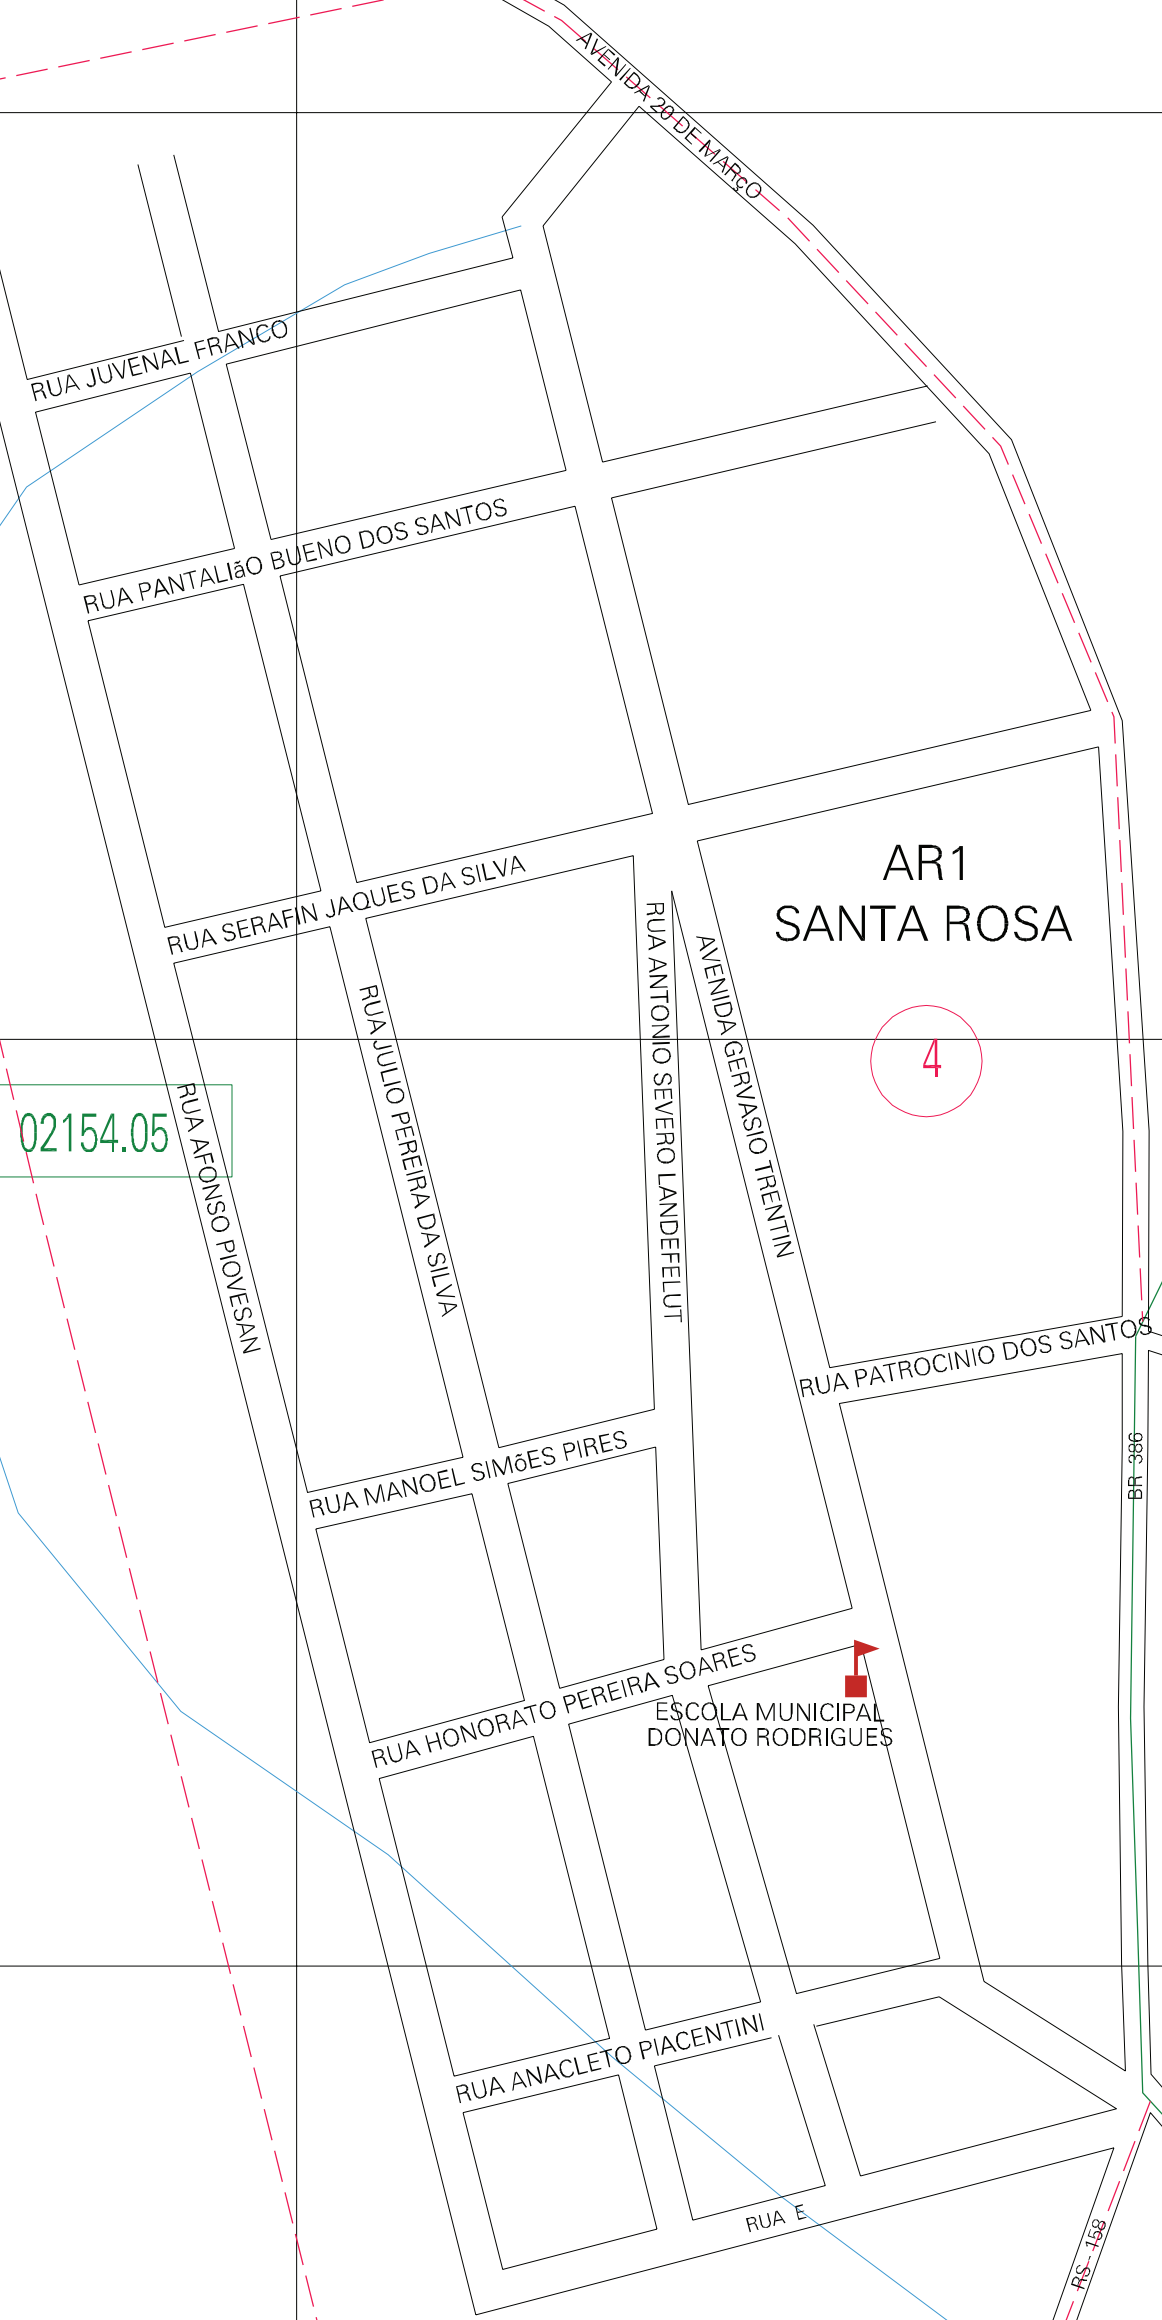 AVENIDA 20 DE MARçO
RUA JUVENAL FRANCO
RUA PANTALIãO BUENO DOS SANTOS
RUA SERAFIN JAQUES DA SILVA
AR1
SANTA ROSA
4
RUA ANTONIO SEVERO LANDEFELUT
AVENIDA GERVASIO TRENTIN
RUA JULIO PEREIRA DA SILVA
02154.05
RUA AFONSO PIOVESAN
RUA PATROCINIO DOS SANTOS
BR 386
RUA MANOEL SIMõES PIRES
RUA HONORATO PEREIRA SOARES
ESCOLA MUNICIPAL
DONATO RODRIGUES
RUA ANACLETO PIACENTINI
RUA E
RS - 158